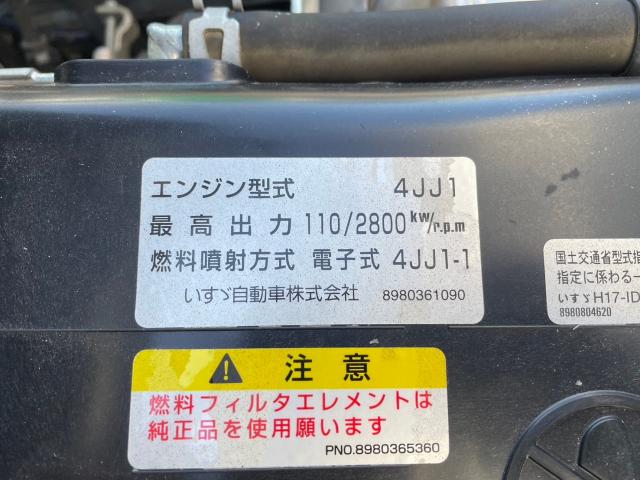 エンジン型式 4JJ1
最高出力 110/2800 kw/r.p.m
燃料噴射方式 電子式 4JJ1-1
いすゞ自動車株式会社 8980361090
国土交通省型式指
指定に係わる一
いすゞH17-ID
8980804620
注意
燃料フィルタエレメントは
純正品を使用願います
PNO.8980365360